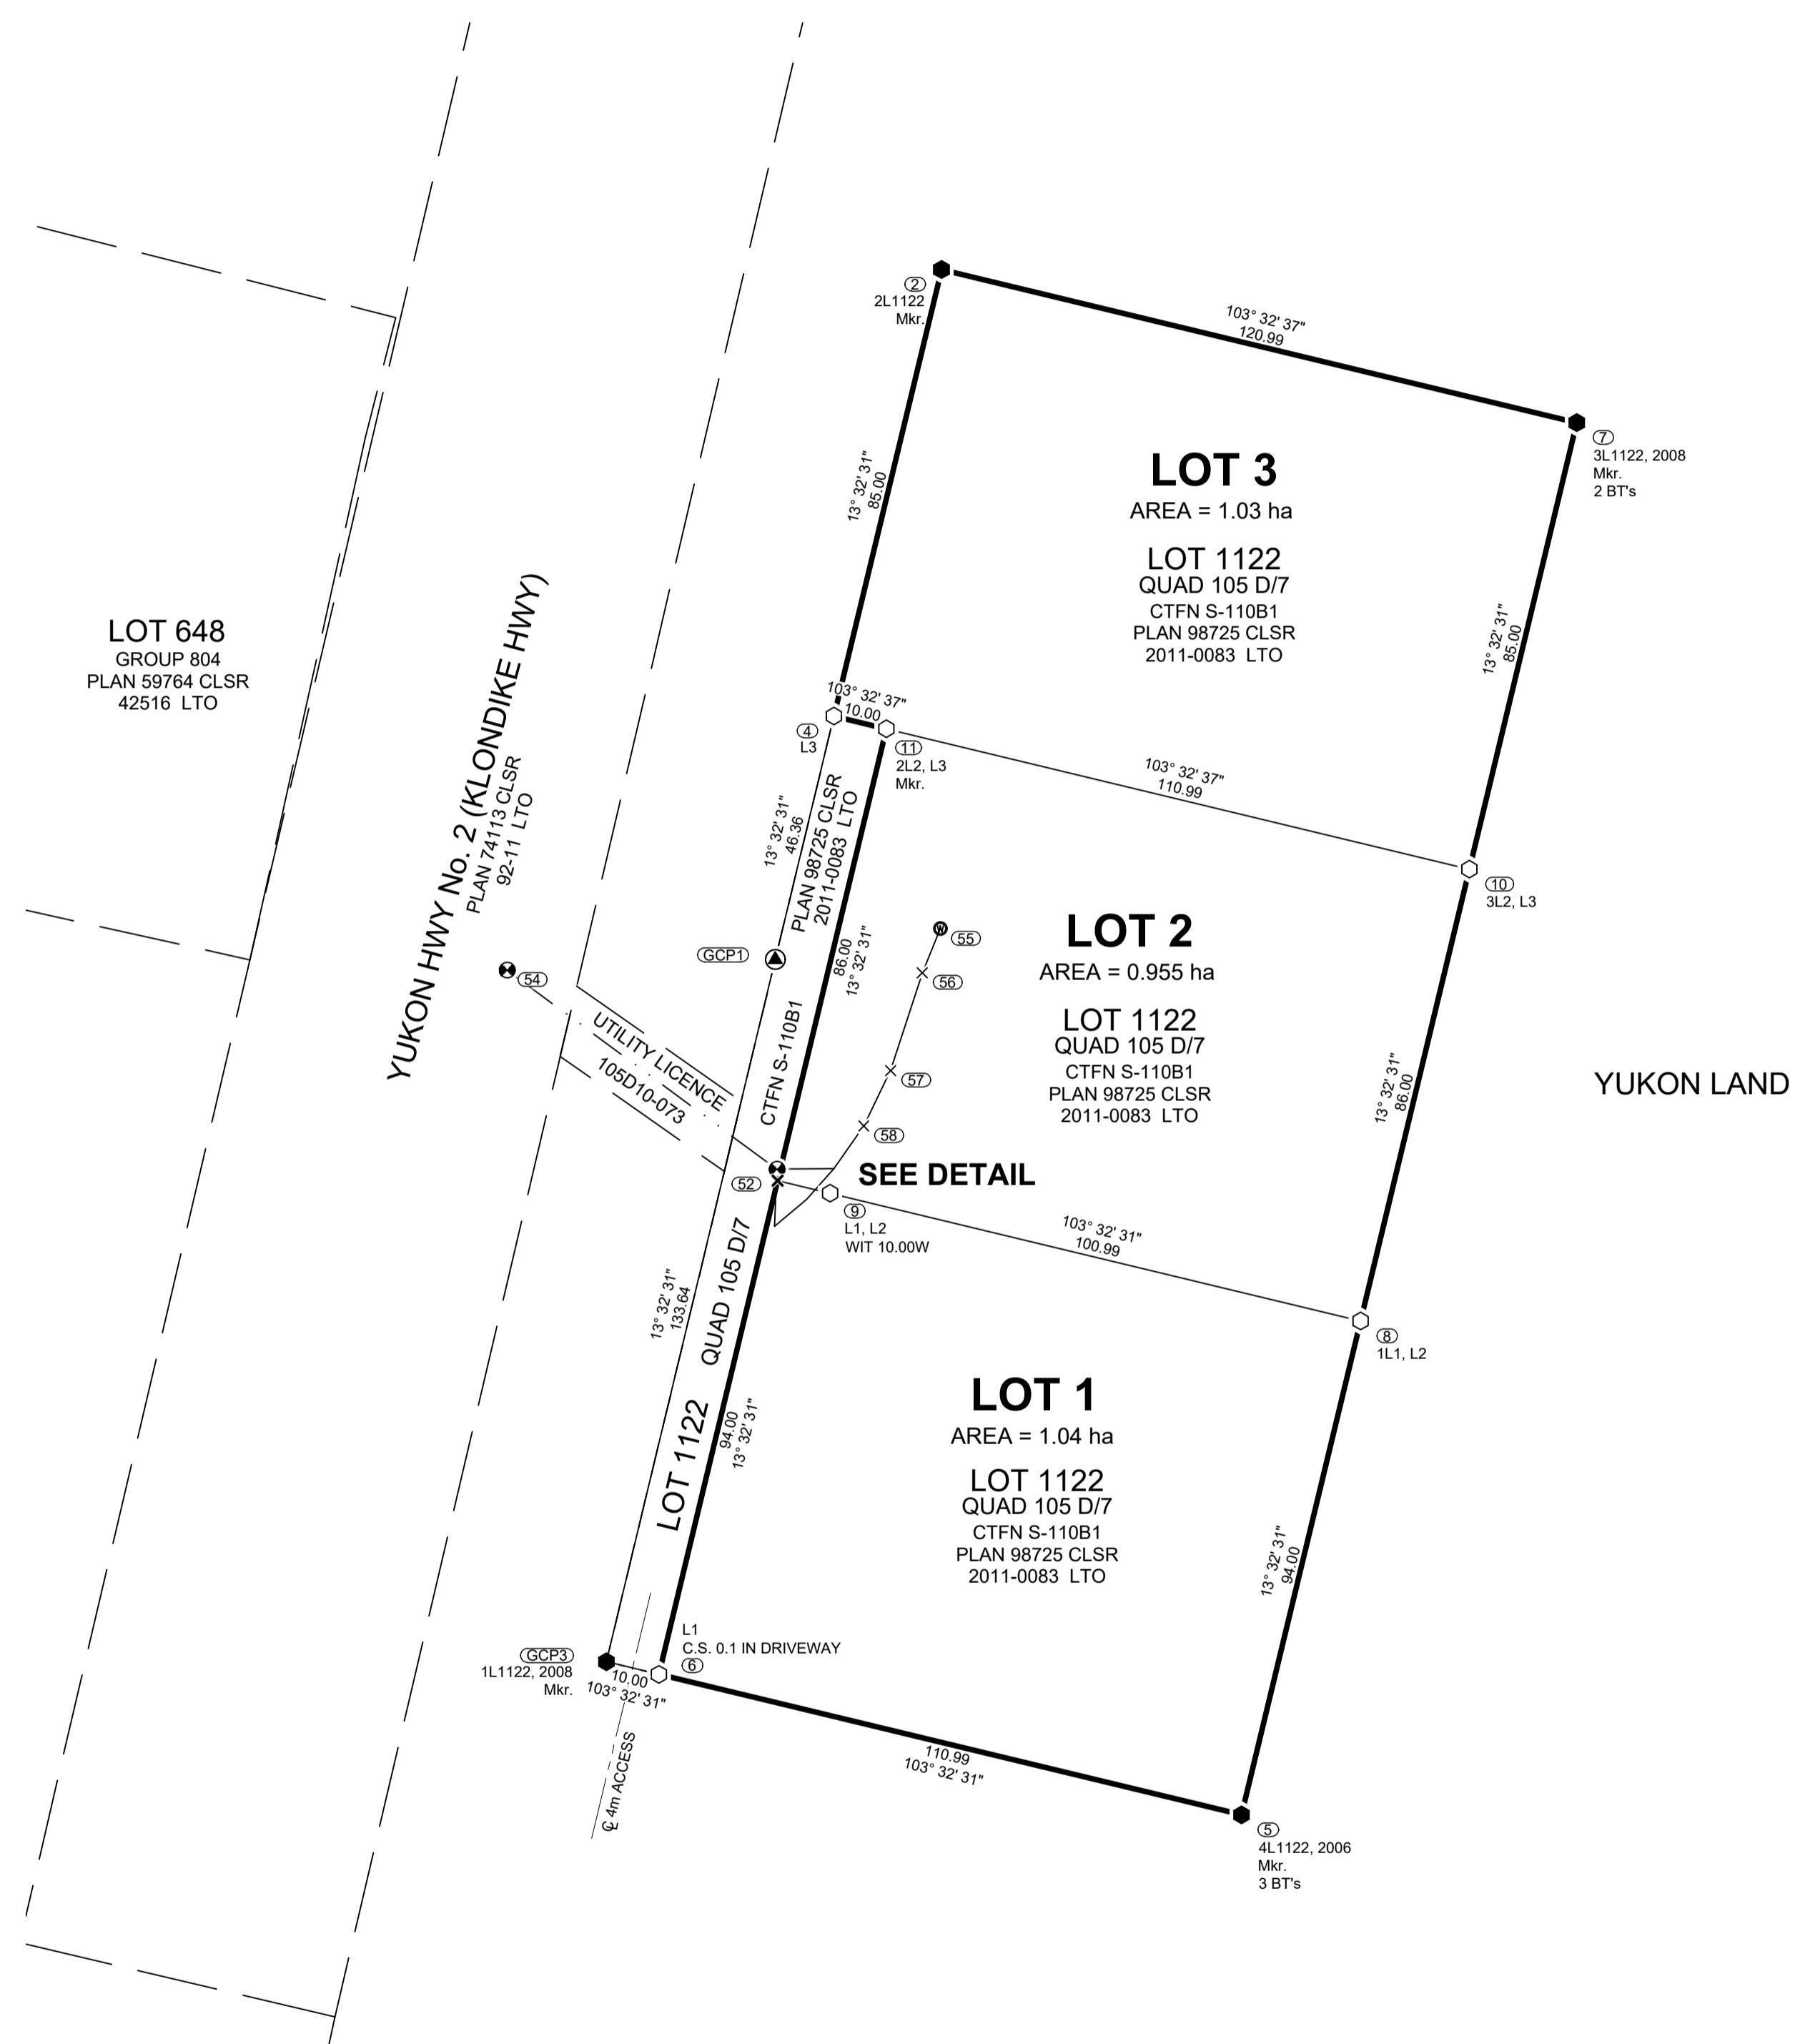 2
2L1122
Mkr.
103° 32' 37"
120.99
7
3L1122, 2008
Mkr.
2 BT's
13° 32' 31"
85.00
LOT 3
AREA = 1.03 ha
LOT 1122
QUAD 105 D/7
CTFN S-110B1
PLAN 98725 CLSR
2011-0083 LTO
13° 32' 31"
85.00
LOT 648
GROUP 804
PLAN 59764 CLSR
42516 LTO
YUKON HWY No. 2 (KLONDIKE HWY)
PLAN 74113 CLSR
92-11 LTO
103° 32' 37"
10.00
4
L3
11
2L2, L3
Mkr.
103° 32' 37"
110.99
10
3L2, L3
13° 32' 31"
46.36
PLAN 98725 CLSR
2011-0083 LTO
86.00
13° 32' 31"
GCP1
54
55
56
57
58
LOT 2
AREA = 0.955 ha
LOT 1122
QUAD 105 D/7
CTFN S-110B1
PLAN 98725 CLSR
2011-0083 LTO
13° 32' 31"
86.00
YUKON LAND
UTILITY LICENCE
105D10-073
CTFN S-110B1
SEE DETAIL
52
9
L1, L2
WIT 10.00W
103° 32' 31"
100.99
8
1L1, L2
13° 32' 31"
133.64
LOT 1122
QUAD 105 D/7
94.00
13° 32' 31"
LOT 1
AREA = 1.04 ha
LOT 1122
QUAD 105 D/7
CTFN S-110B1
PLAN 98725 CLSR
2011-0083 LTO
13° 32' 31"
94.00
L1
C.S. 0.1 IN DRIVEWAY
6
GCP3
1L1122, 2008
Mkr.
10.00
103° 32' 31"
℄ 4m ACCESS
110.99
103° 32' 31"
5
4L1122, 2006
Mkr.
3 BT's